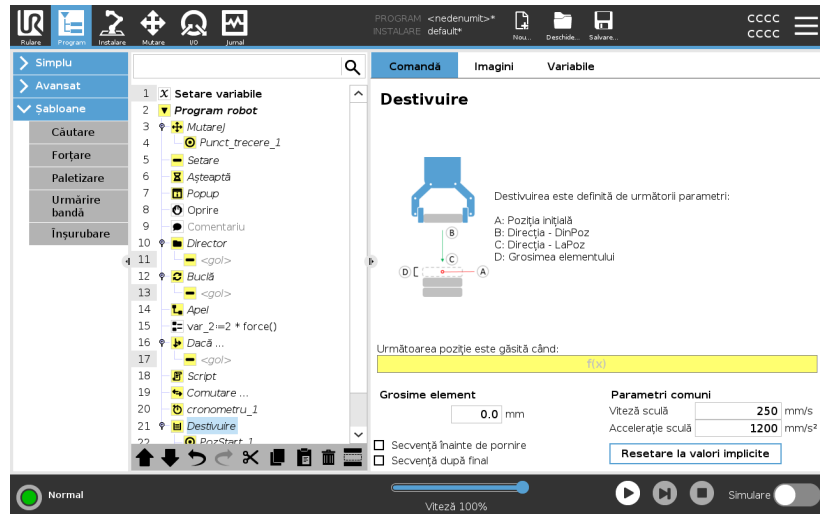 PROGRAM <nedenumit>*
INSTALARE default*
Rulare
Program
Instalare
Mutare
I/O
Jurnal
Nou...
Deschide...
Salvare...
cccc
cccc
Simplu
Avansat
Șabloane
Căutare
Forțare
Paletizare
Urmărire
bandă
Înșurubare
1 X Setare variabile
2 Program robot
3 MutareJ
4 Punct_trecere_1
5 Setare
6 Așteaptă
7 Popup
8 Oprire
9 Comentariu
10 Director
11 <gol>
12 Buclă
13 <gol>
14 Apel
15 var_2≔2 * force()
16 Dacă ...
17 <gol>
18 Script
19 Comutare ...
20 cronometru_1
21 Destivuire
22 PozStart_1
Comandă
Imagini
Variabile
Destivuire
B
C
D
A
Destivuirea este definită de următorii parametri:
A: Poziția inițială
B: Direcția - DinPoz
C: Direcția - LaPoz
D: Grosimea elementului
Următoarea poziție este găsită când:
f(x)
Grosime element
0.0 mm
Parametri comuni
Viteză sculă 250 mm/s
Accelerație sculă 1200 mm/s²
Secvență înainte de pornire
Secvență după final
Resetare la valori implicite
Normal
Viteză 100%
Simulare